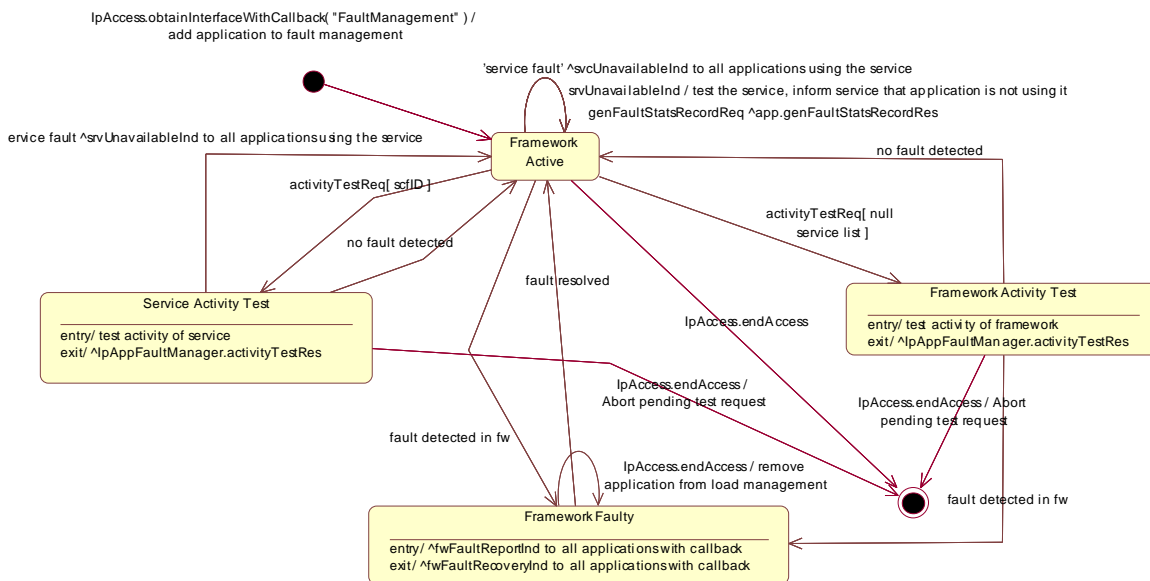 IpAccess.obtainInterfaceWithCallback( "FaultManagement" ) /
add application to fault management
'service fault' ^svcUnavailableInd to all applications using the service
srvUnavailableInd / test the service, inform service that application is not using it
genFaultStatsRecordReq ^app.genFaultStatsRecordRes
ervice fault ^srvUnavailableInd to all applications using the service
Framework
Active
no fault detected
activityTestReq[ scfID ]
activityTestReq[ null
service list ]
no fault detected
fault resolved
Service Activity Test
entry/ test activity of service
exit/ ^IpAppFaultManager.activityTestRes
Framework Activity Test
entry/ test activity of framework
exit/ ^IpAppFaultManager.activityTestRes
IpAccess.endAccess
IpAccess.endAccess /
Abort pending test request
IpAccess.endAccess / Abort
pending test request
fault detected in fw
IpAccess.endAccess / remove
application from load management
fault detected in fw
Framework Faulty
entry/ ^fwFaultReportInd to all applications with callback
exit/ ^fwFaultRecoveryInd to all applications with callback